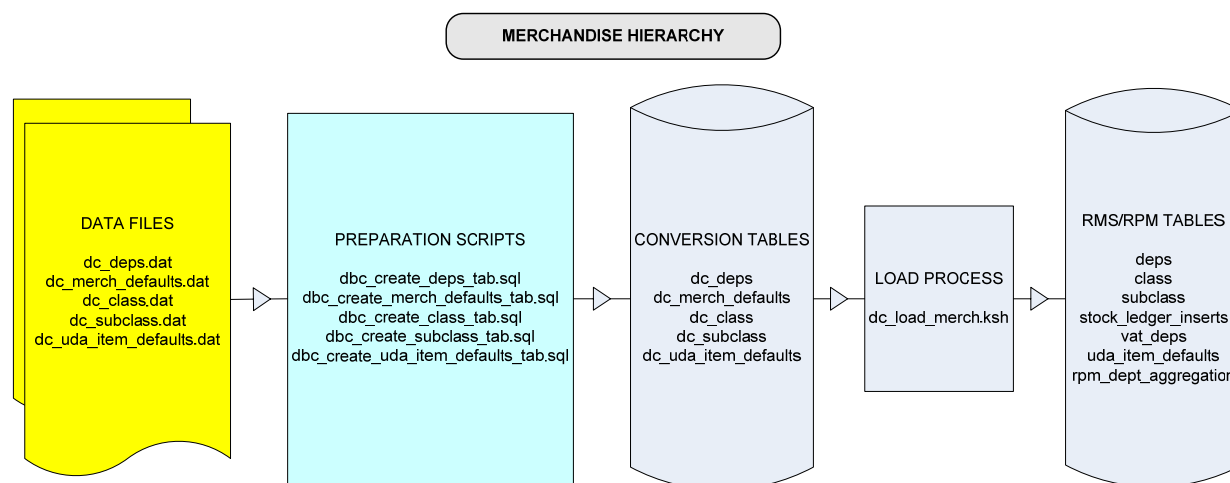 MERCHANDISE HIERARCHY
DATA FILES
dc_deps.dat
dc_merch_defaults.dat
dc_class.dat
dc_subclass.dat
dc_uda_item_defaults.dat
PREPARATION SCRIPTS
dbc_create_deps_tab.sql
dbc_create_merch_defaults_tab.sql
dbc_create_class_tab.sql
dbc_create_subclass_tab.sql
dbc_create_uda_item_defaults_tab.sql
CONVERSION TABLES
dc_deps
dc_merch_defaults
dc_class
dc_subclass
dc_uda_item_defaults
LOAD PROCESS
dc_load_merch.ksh
RMS/RPM TABLES
deps
class
subclass
stock_ledger_inserts
vat_deps
uda_item_defaults
rpm_dept_aggregation